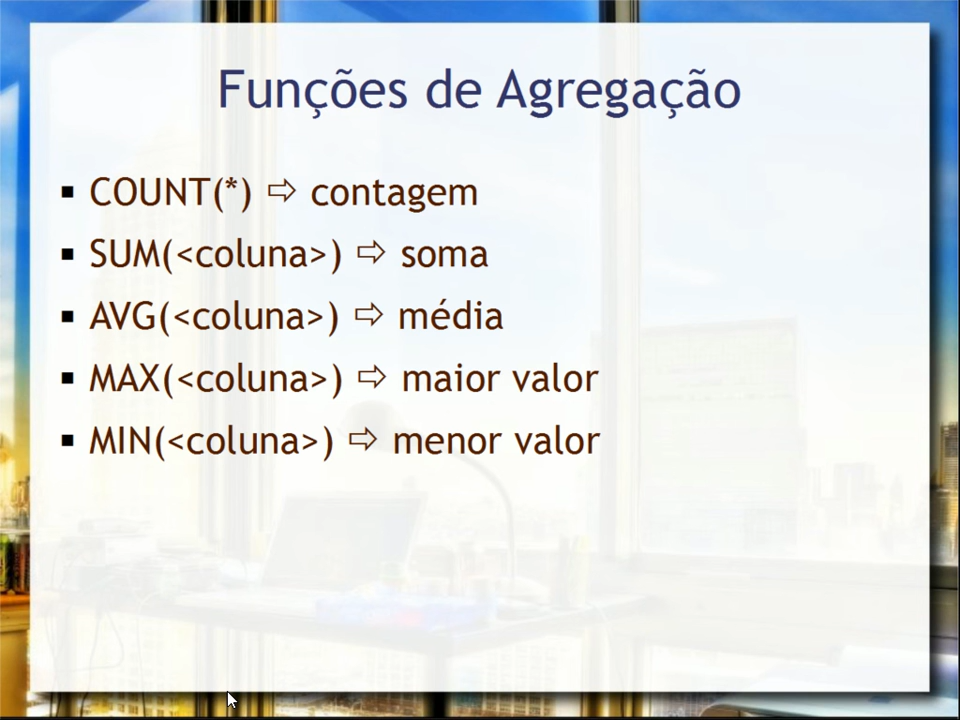 Funções de Agregação
▪ COUNT(*) ⇨ contagem
▪ SUM(<coluna>) ⇨ soma
▪ AVG(<coluna>) ⇨ média
▪ MAX(<coluna>) ⇨ maior valor
▪ MIN(<coluna>) ⇨ menor valor